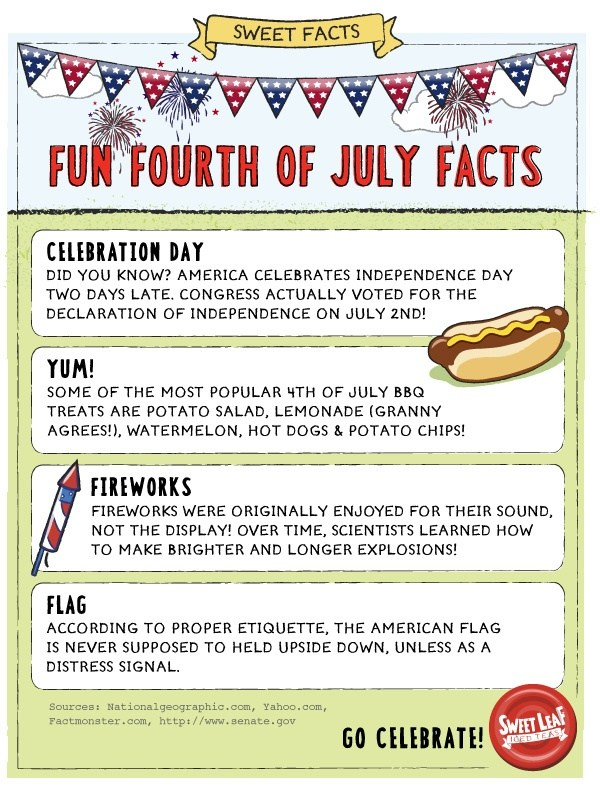 SWEET FACTS
FUN FOURTH OF JULY FACTS
CELEBRATION DAY
DID YOU KNOW? AMERICA CELEBRATES INDEPENDENCE DAY
TWO DAYS LATE. CONGRESS ACTUALLY VOTED FOR THE
DECLARATION OF INDEPENDENCE ON JULY 2ND!
YUM!
SOME OF THE MOST POPULAR 4TH OF JULY BBQ
TREATS ARE POTATO SALAD, LEMONADE (GRANNY
AGREES!), WATERMELON, HOT DOGS & POTATO CHIPS!
FIREWORKS
FIREWORKS WERE ORIGINALLY ENJOYED FOR THEIR SOUND,
NOT THE DISPLAY! OVER TIME, SCIENTISTS LEARNED HOW
TO MAKE BRIGHTER AND LONGER EXPLOSIONS!
FLAG
ACCORDING TO PROPER ETIQUETTE, THE AMERICAN FLAG
IS NEVER SUPPOSED TO HELD UPSIDE DOWN, UNLESS AS A
DISTRESS SIGNAL.
Sources: Nationalgeographic.com, Yahoo.com,
Factmonster.com, http://www.senate.gov
GO CELEBRATE!
SWEET LEAF
ICED TEAS